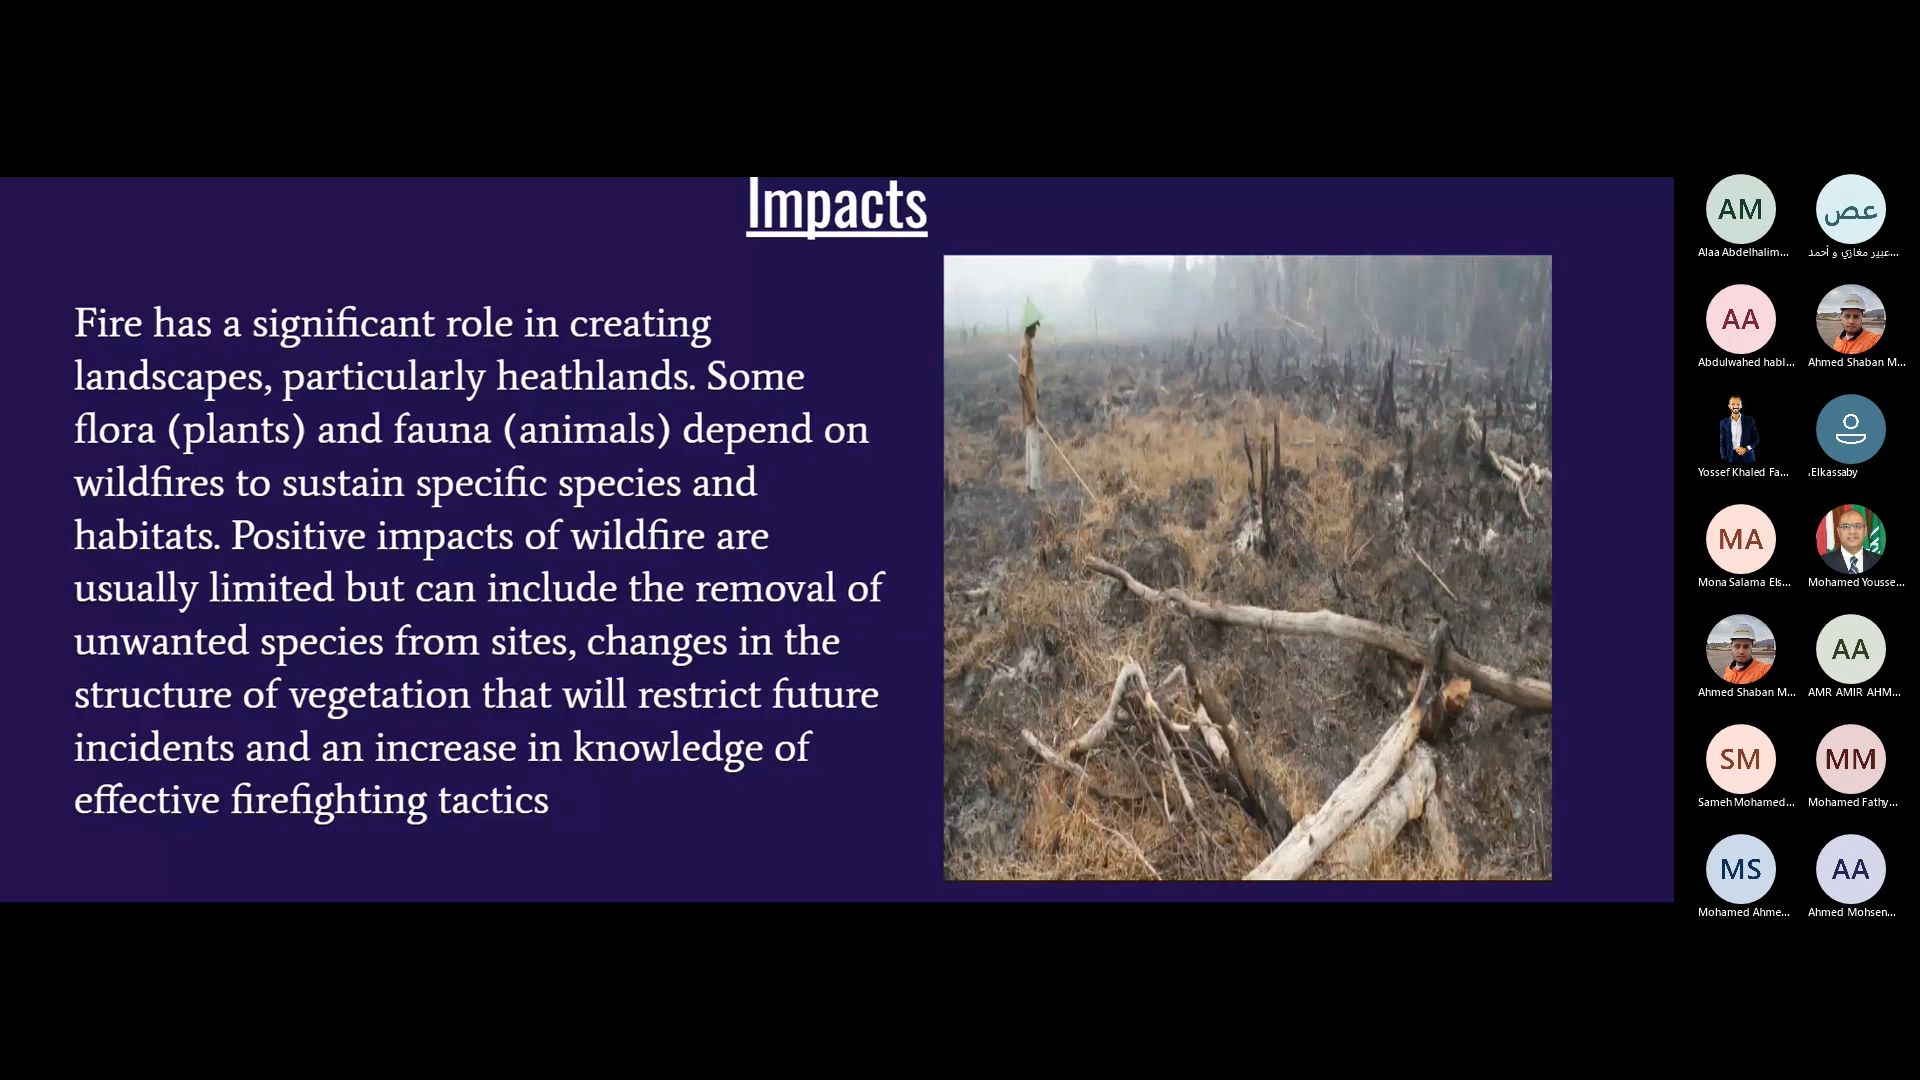 Impacts
Fire has a significant role in creating
landscapes, particularly heathlands. Some
flora (plants) and fauna (animals) depend on
wildfires to sustain specific species and
habitats. Positive impacts of wildfire are
usually limited but can include the removal of
unwanted species from sites, changes in the
structure of vegetation that will restrict future
incidents and an increase in knowledge of
effective firefighting tactics
AM
عص
Alaa Abdelhalim...
عبير مغازي و أحمد...
AA
Abdulwahed habl...
Ahmed Shaban M...
Yossef Khaled Fa...
.Elkassaby
MA
Mona Salama Els...
Mohamed Yousse...
AA
Ahmed Shaban M...
AMR AMIR AHM...
SM
MM
Sameh Mohamed...
Mohamed Fathy...
MS
AA
Mohamed Ahme...
Ahmed Mohsen...